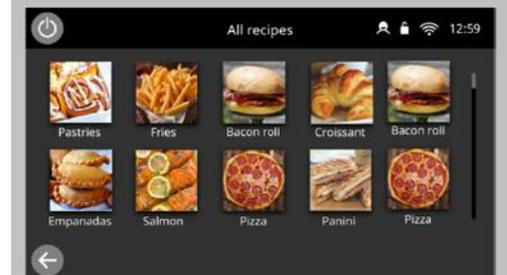 All recipes
12:59
Pastries
Fries
Bacon roll
Croissant
Bacon roll
Empanadas
Salmon
Pizza
Panini
Pizza